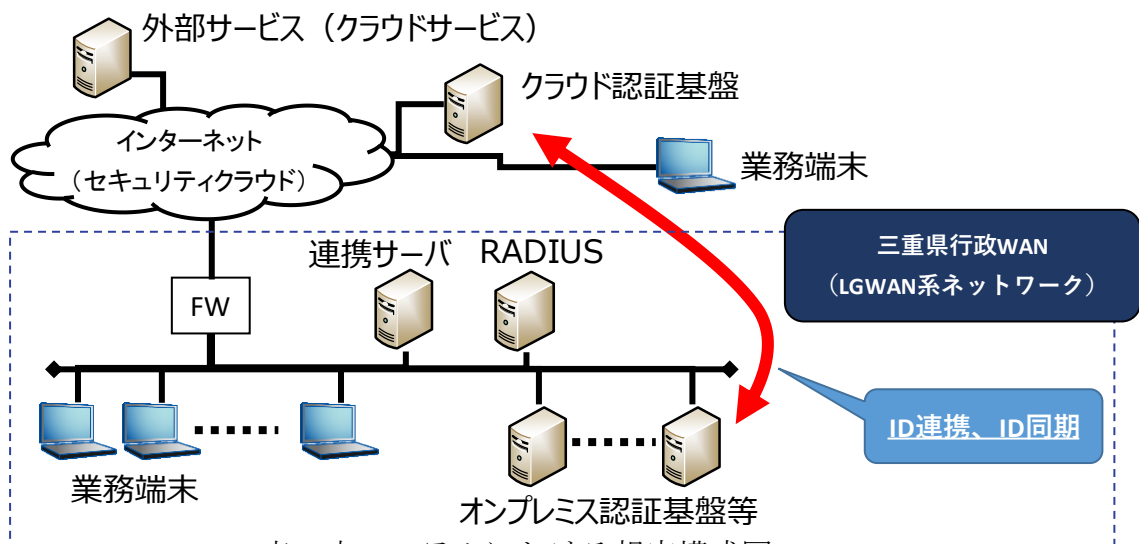 外部サービス（クラウドサービス）
クラウド認証基盤
インターネット
（セキュリティクラウド）
業務端末
三重県行政WAN
（LGWAN系ネットワーク）
連携サーバ RADIUS
FW
ID連携、ID同期
業務端末
オンプレミス認証基盤等